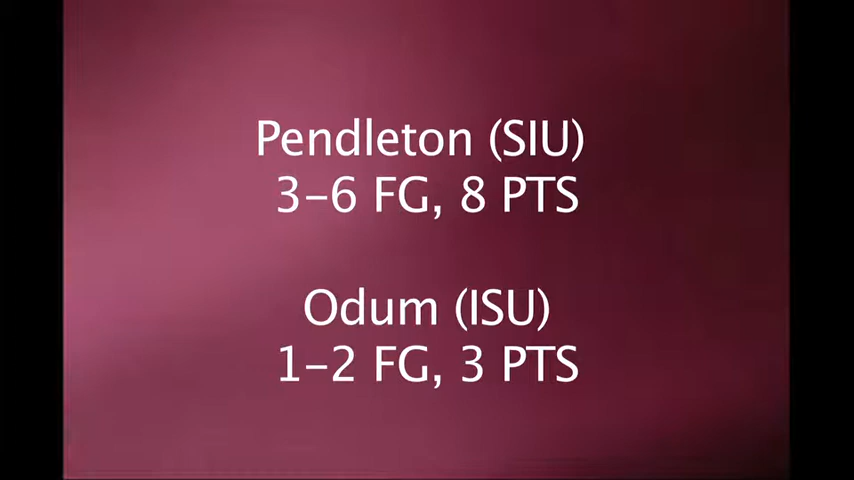 Pendleton (SIU)
3-6 FG, 8 PTS
Odum (ISU)
1-2 FG, 3 PTS